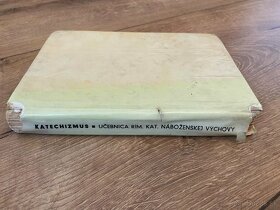 KATECHIZMUS • UČEBNICA RÍM. KAT. NÁBOŽENSKEJ VÝCHOVY